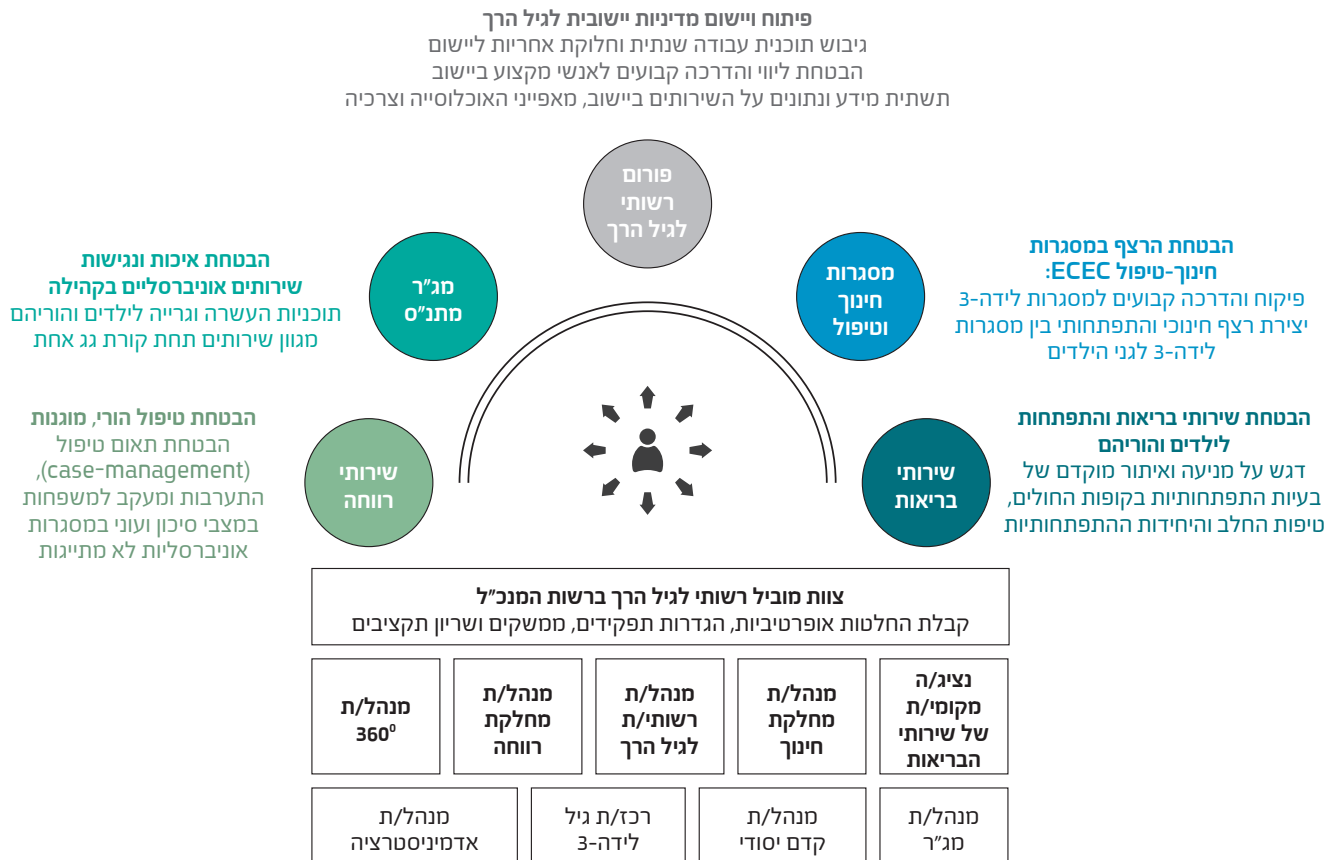 פיתוח ויישום מדיניות יישובית לגיל הרך
גיבוש תוכנית עבודה שנתית וחלוקת אחריות ליישום
הבטחת ליווי והדרכה קבועים לאנשי מקצוע ביישוב
תשתית מידע ונתונים על השירותים ביישוב, מאפייני האוכלוסייה וצרכיה
פורום
רשותי
לגיל הרך
הבטחת הרצף במסגרות
חינוך-טיפול ECEC:
פיקוח והדרכה קבועים למסגרות לידה-3
יצירת רצף חינוכי והתפתחותי בין מסגרות
לידה-3 לגני הילדים
מסגרות
חינוך
וטיפול
מג"ר
מתנ"ס
הבטחת איכות ונגישות
שירותים אוניברסליים בקהילה
תוכניות העשרה וגרייה לילדים והוריהם
מגוון שירותים תחת קורת גג אחת
הבטחת שירותי בריאות והתפתחות
לילדים והוריהם
דגש על מניעה ואיתור מוקדם של
בעיות התפתחותיות בקופות החולים,
טיפות החלב והיחידות ההתפתחותיות
שירותי
בריאות
שירותי
רווחה
הבטחת טיפול הורי, מוגנות
הבטחת תאום טיפול
(case-management),
התערבות ומעקב למשפחות
במצבי סיכון ועוני במסגרות
אוניברסליות לא מתייגות
צוות מוביל רשותי לגיל הרך ברשות המנכ"ל
קבלת החלטות אופרטיביות, הגדרות תפקידים, ממשקים ושריון תקציבים
נציג/ה
מקומי/ת
של שירותי
הבריאות
מנהל/ת
מחלקת
חינוך
מנהל/ת
רשותי/ת
לגיל הרך
מנהל/ת
מחלקת
רווחה
מנהל/ת
360⁰
מנהל/ת
מג"ר
מנהל/ת
קדם יסודי
רכז/ת גיל
לידה-3
מנהל/ת
אדמיניסטרציה